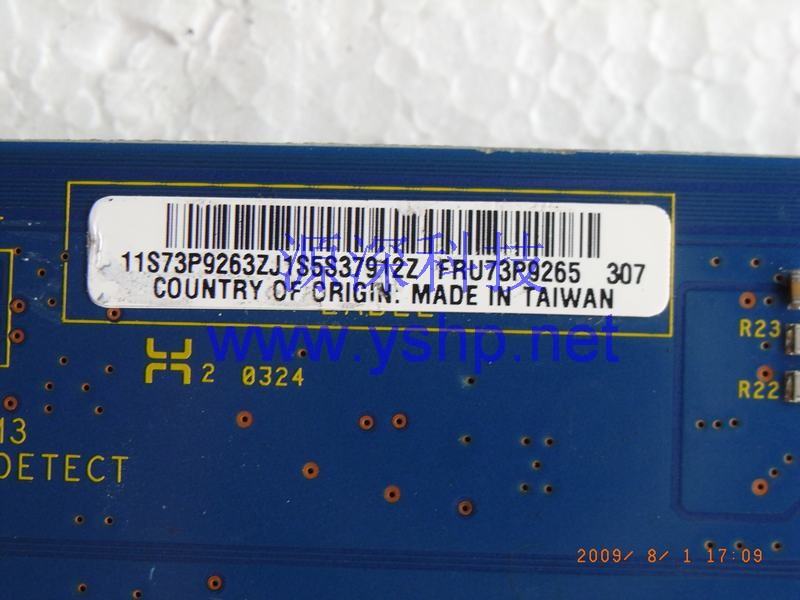 11S73P9263ZJ1S5S37912Z FRU73P9265 307
COUNTRY OF ORIGIN: MADE IN TAIWAN
LABEL
源深科技
www.yshp.net
2 0324
R23
R22
DETECT
2009/ 8/ 1 17:09